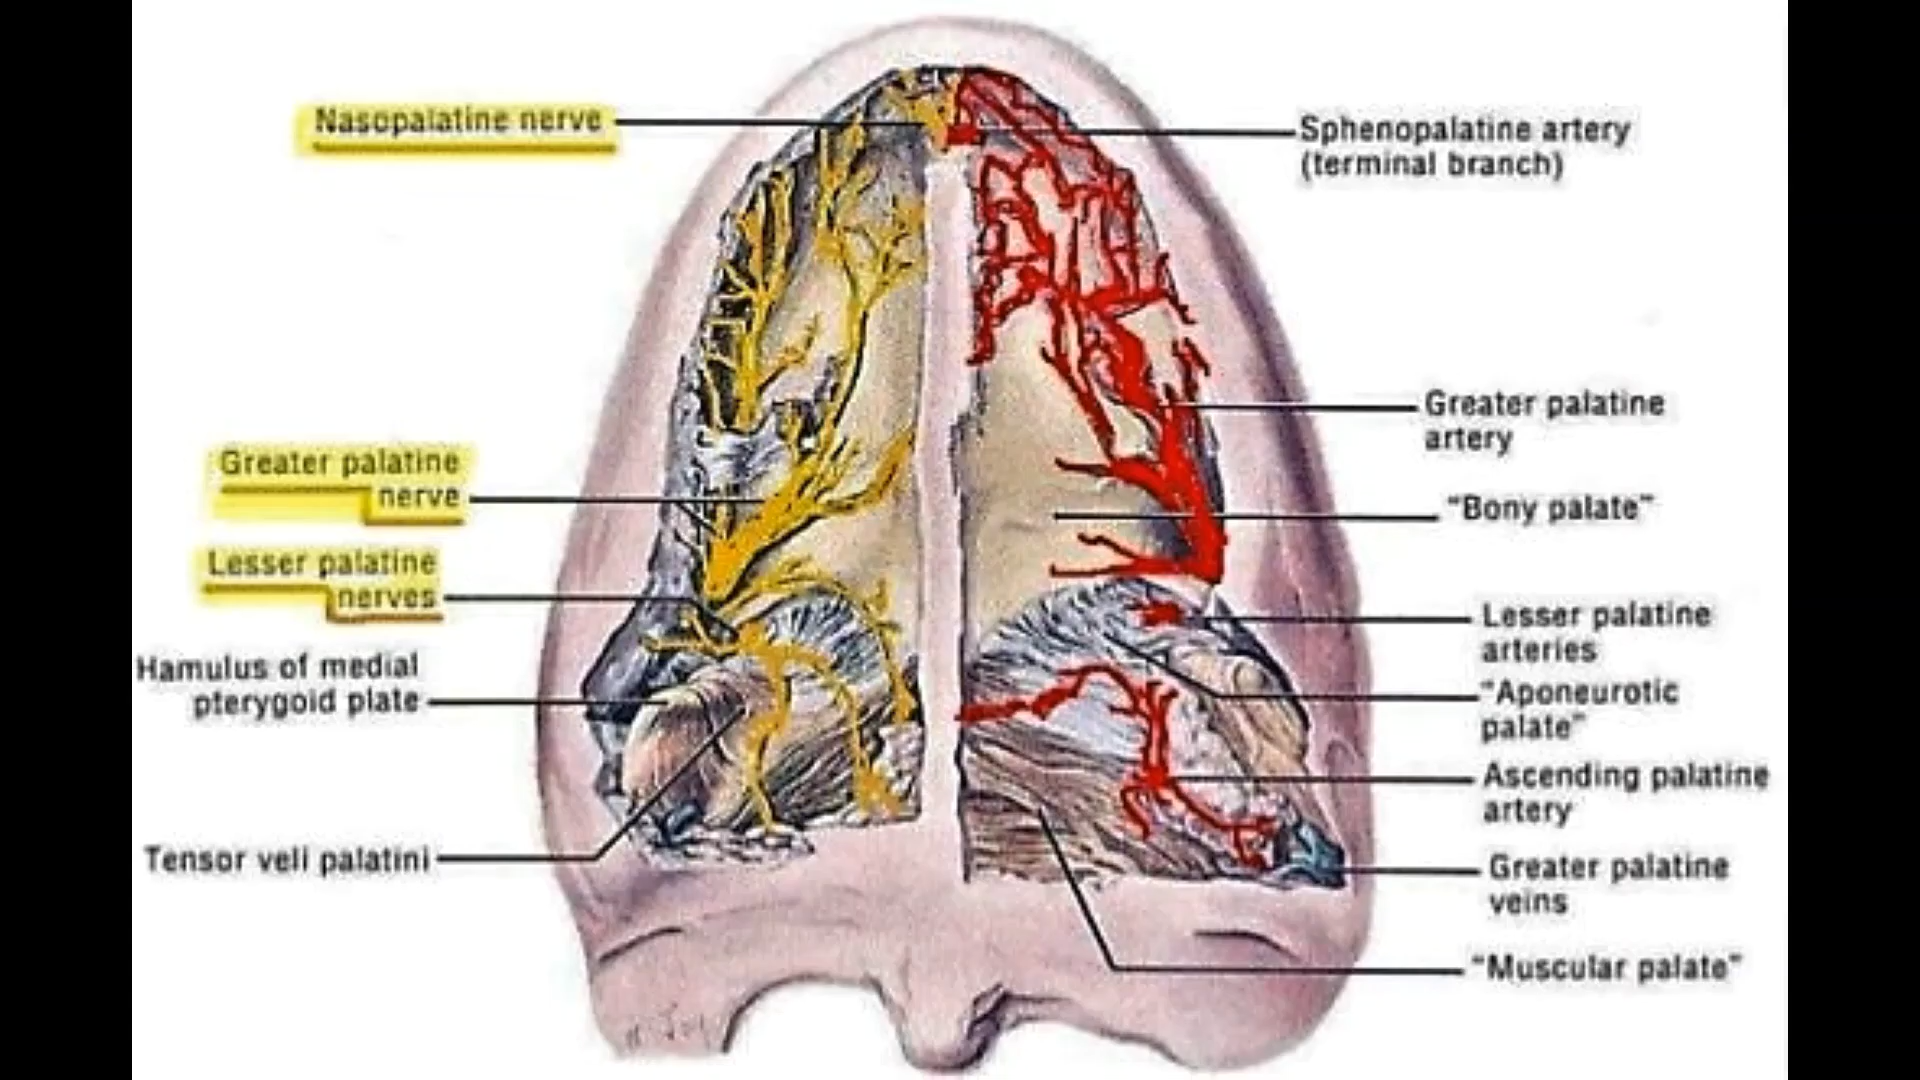 Nasopalatine nerve
Greater palatine
nerve
Lesser palatine
nerves
Hamulus of medial
pterygoid plate
Tensor veli palatini
Sphenopalatine artery
(terminal branch)
Greater palatine
artery
“Bony palate”
Lesser palatine
arteries
“Aponeurotic
palate”
Ascending palatine
artery
Greater palatine
veins
“Muscular palate”